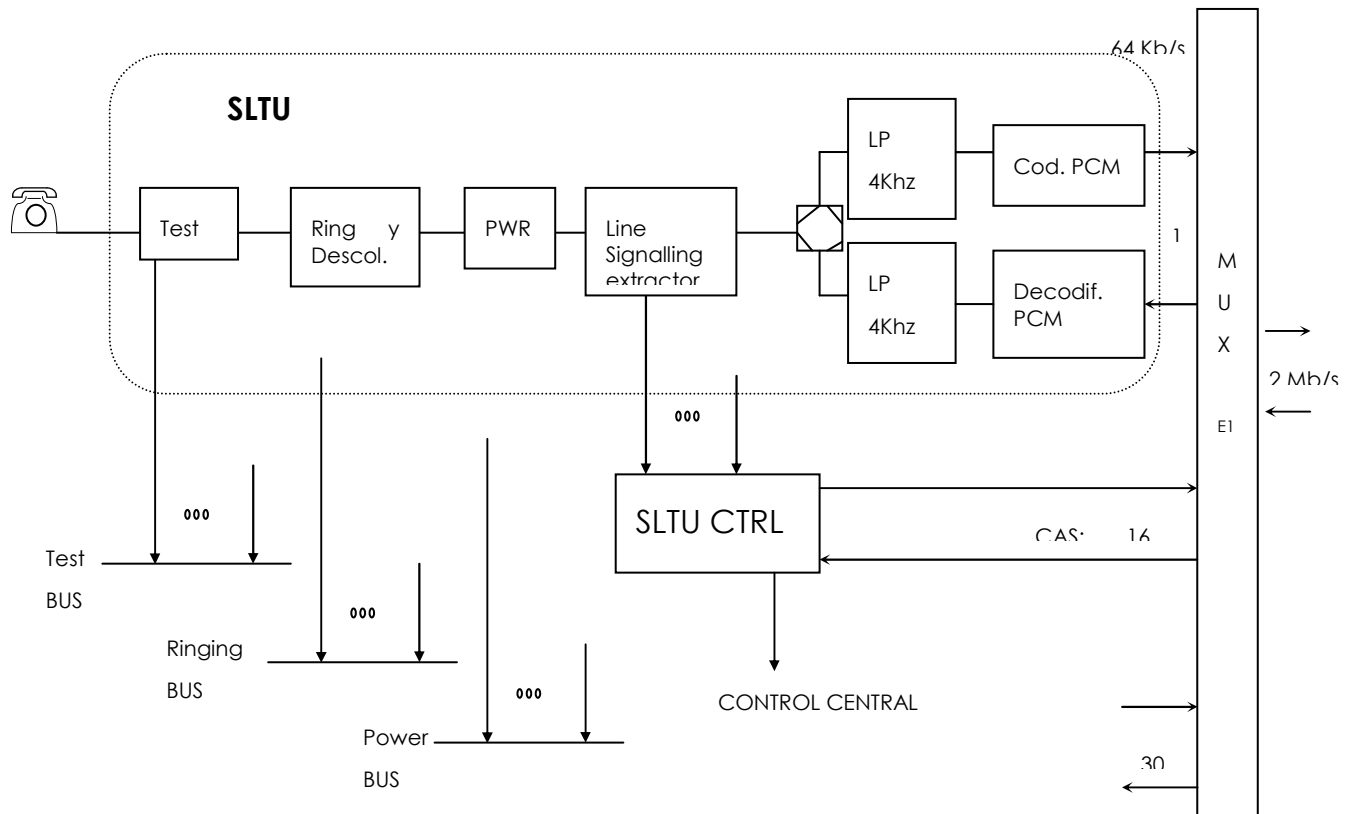 64 Kb/s
SLTU
LP
4Khz
Cod. PCM
Test
Ring y
Descol.
PWR
Line
Signalling
extractor
1
LP
4Khz
Decodif.
PCM
M
U
X
E1
2 Mb/s
000
SLTU CTRL
000
CAS: 16
Test
BUS
000
Ringing
BUS
000
CONTROL CENTRAL
Power
BUS
30